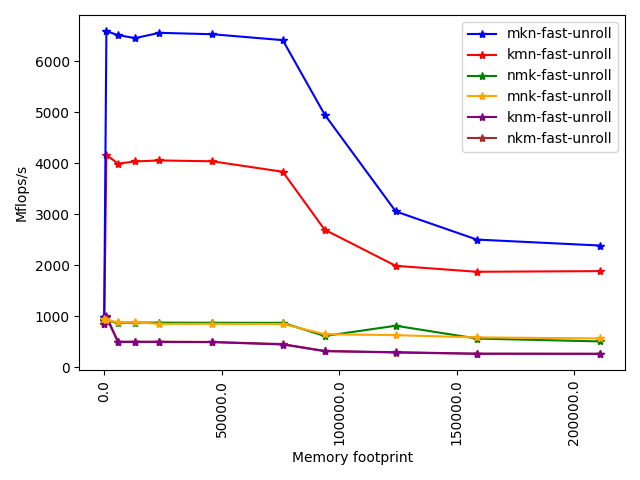 mkn-fast-unroll
kmn-fast-unroll
nmk-fast-unroll
mnk-fast-unroll
knm-fast-unroll
nkm-fast-unroll
Mflops/s
6000
5000
4000
3000
2000
1000
0
0.0
50000.0
100000.0
150000.0
200000.0
Memory footprint